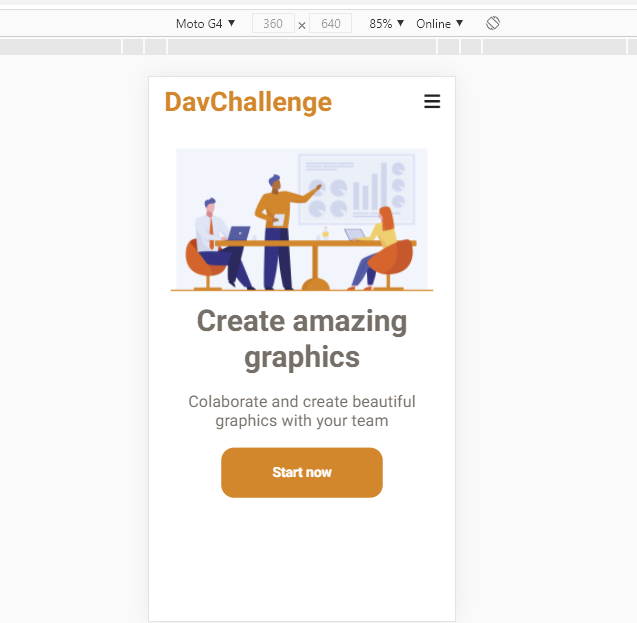 Moto G4 ▼ 360 × 640 85% ▼ Online ▼
DavChallenge
Create amazing
graphics
Colaborate and create beautiful
graphics with your team
Start now